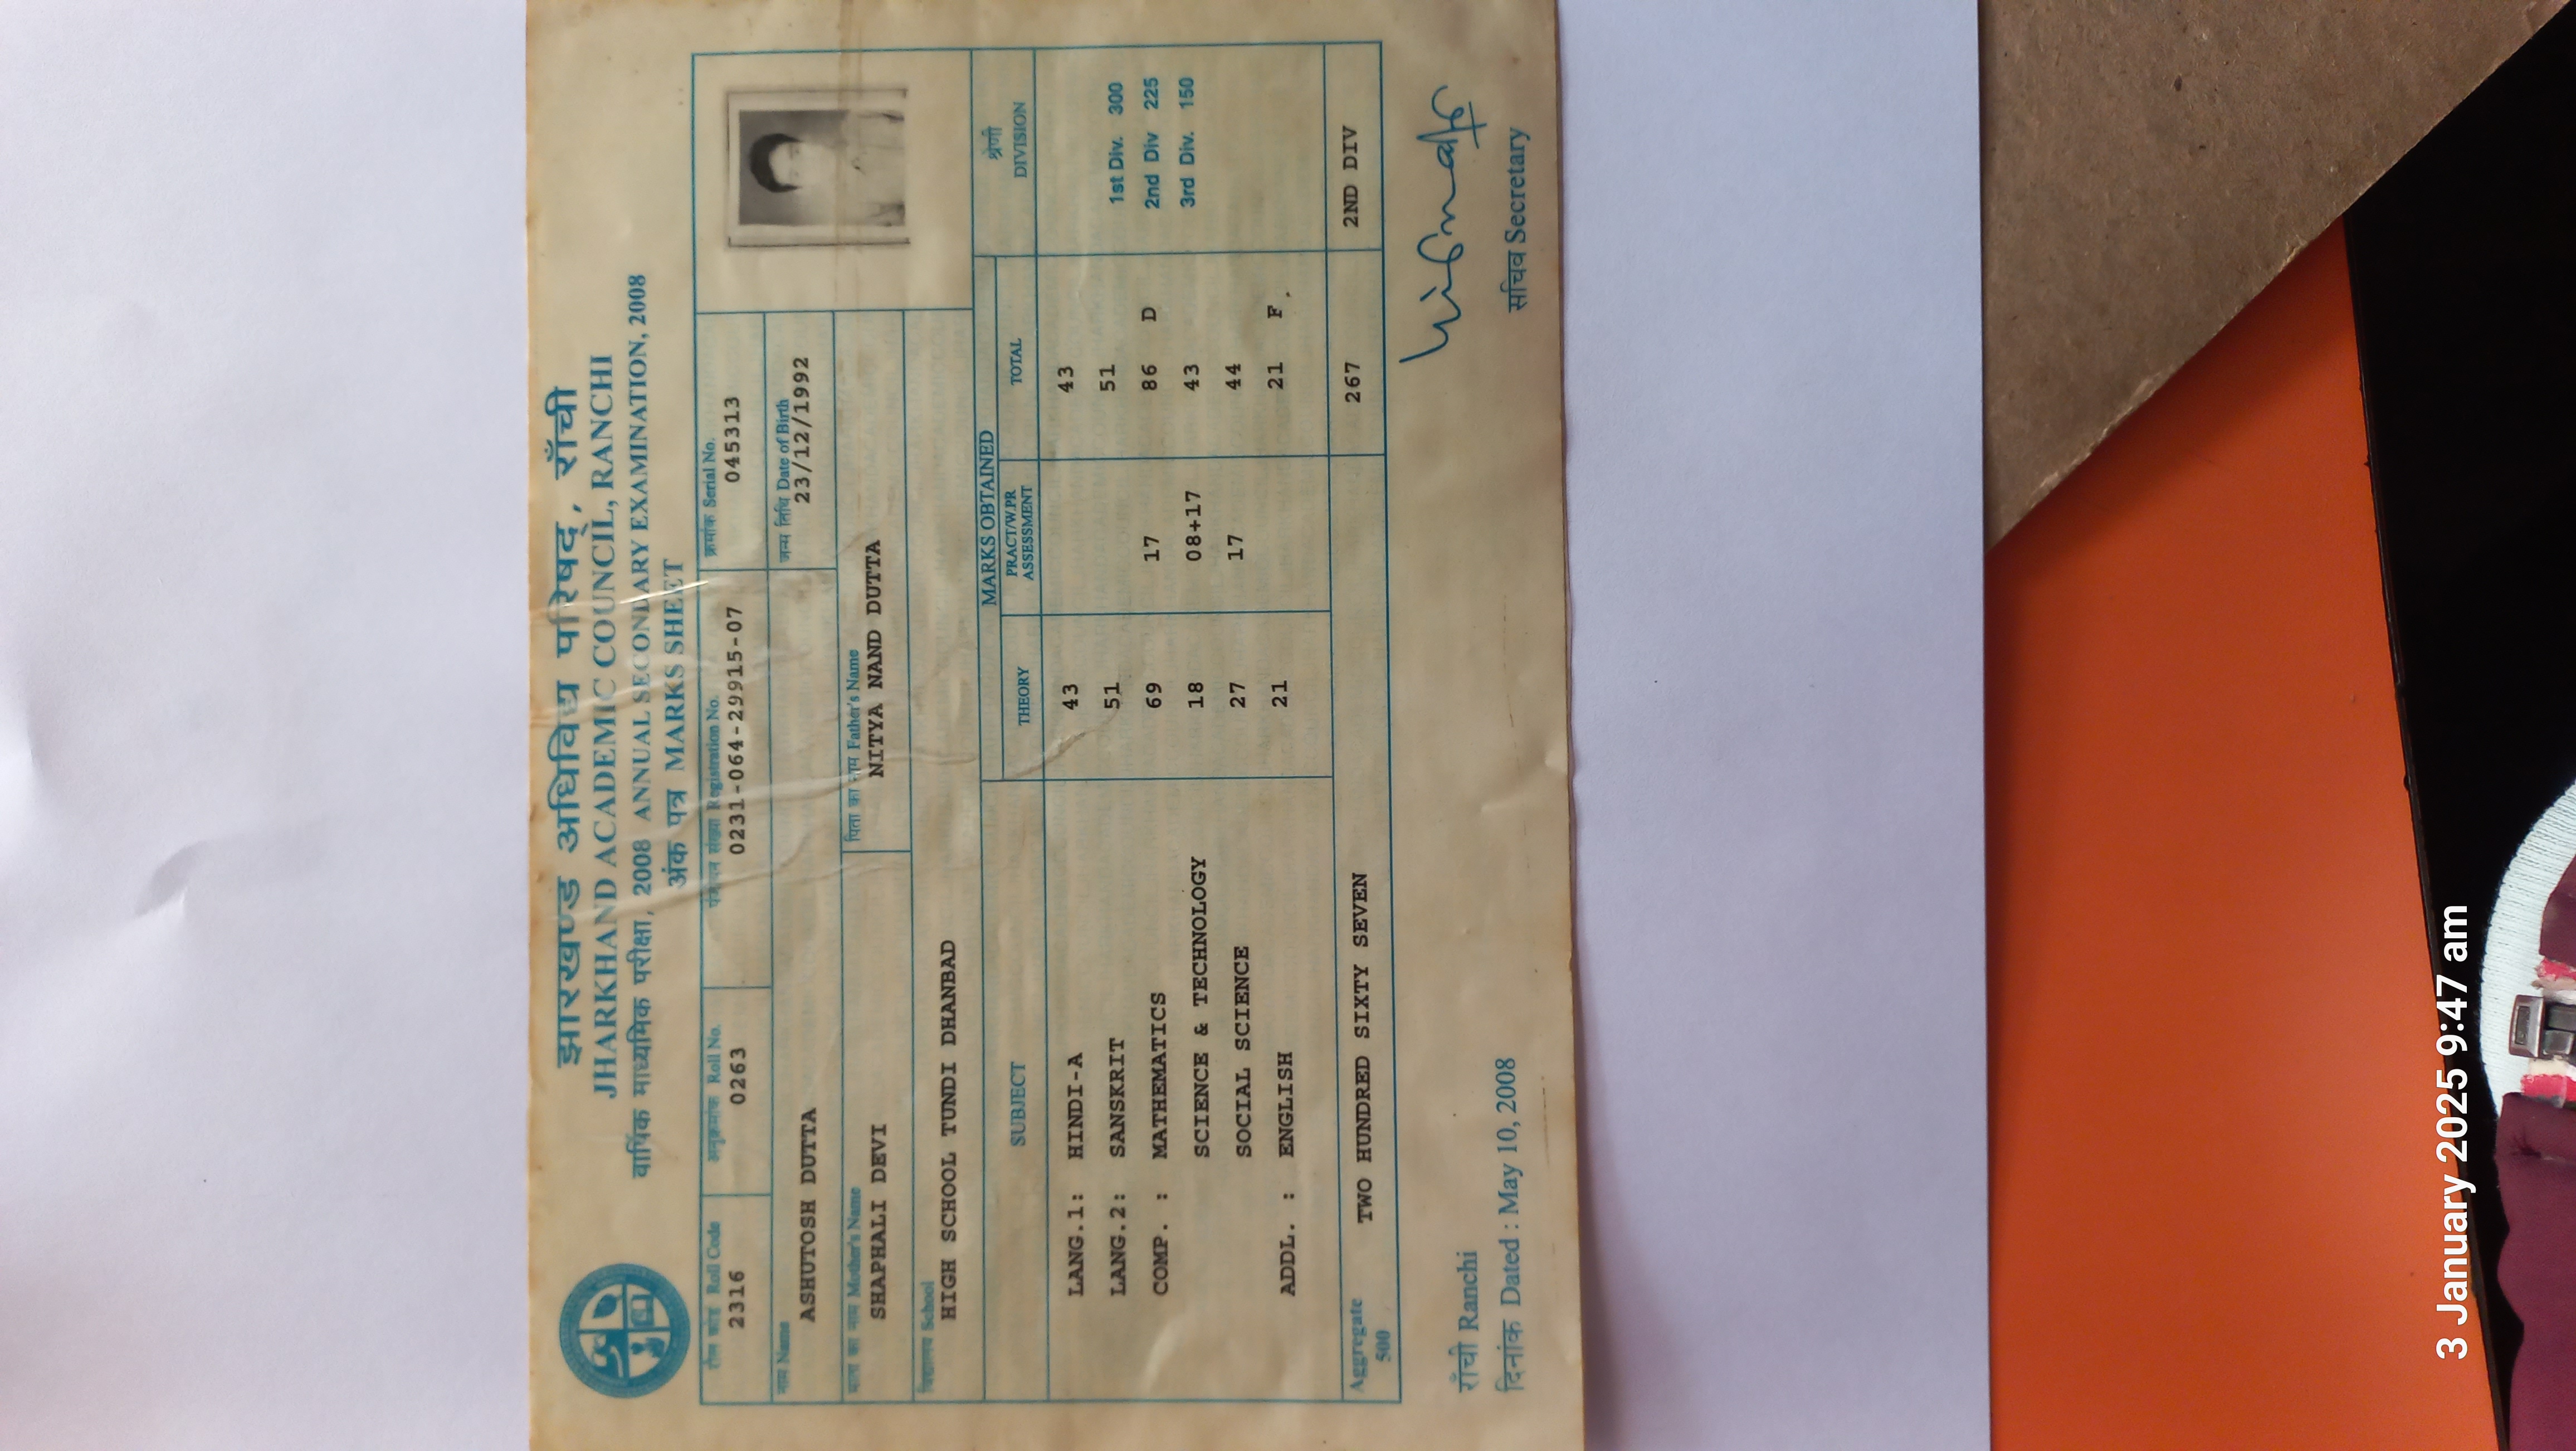 झारखण्ड अधिविद्य परिषद्, राँची
JHARKHAND ACADEMIC COUNCIL, RANCHI
वार्षिक माध्यमिक परीक्षा, 2008 ANNUAL SECONDARY EXAMINATION, 2008
अंक पत्र MARKS SHEET
रौल कोड Roll Code अनुक्रमांक Roll No. पंजीयन संख्या Registration No. क्रमांक Serial No.
2316 0263 0231-064-29915-07 045313
नाम Name जन्म तिथि Date of Birth
ASHUTOSH DUTTA 23/12/1992
माता का नाम Mother's Name पिता का नाम Father's Name
SHAPHALI DEVI NITYA NAND DUTTA
विद्यालय School
HIGH SCHOOL TUNDI DHANBAD
SUBJECT MARKS OBTAINED श्रेणी DIVISION
THEORY PRACT/W.PR ASSESSMENT TOTAL
LANG.1: HINDI-A 43 43
LANG.2: SANSKRIT 51 51 1st Div. 300
COMP. : MATHEMATICS 69 17 86 D 2nd Div 225
SCIENCE & TECHNOLOGY 18 08+17 43 3rd Div. 150
SOCIAL SCIENCE 27 17 44
ADDL. : ENGLISH 21 21 F
Aggregate 500 TWO HUNDRED SIXTY SEVEN 267 2ND DIV
राँची Ranchi
दिनांक Dated : May 10, 2008
सचिव Secretary
3 January 2025 9:47 am